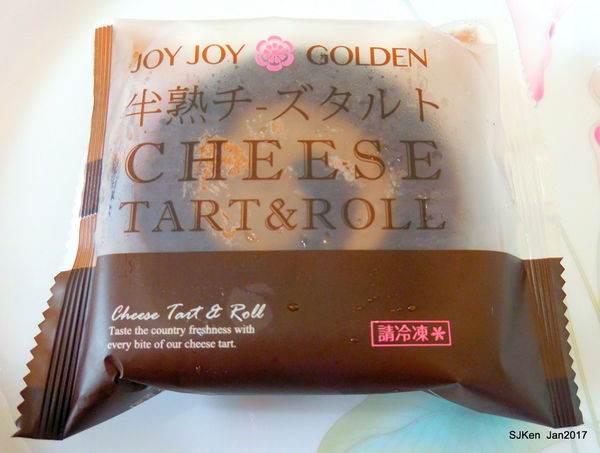 JOY JOY GOLDEN
半熟チ-ズタルト
CHEESE
TART&ROLL
Cheese Tart & Roll
Taste the country freshness with
every bite of our cheese tart.
請冷凍*
SJKen Jan2017